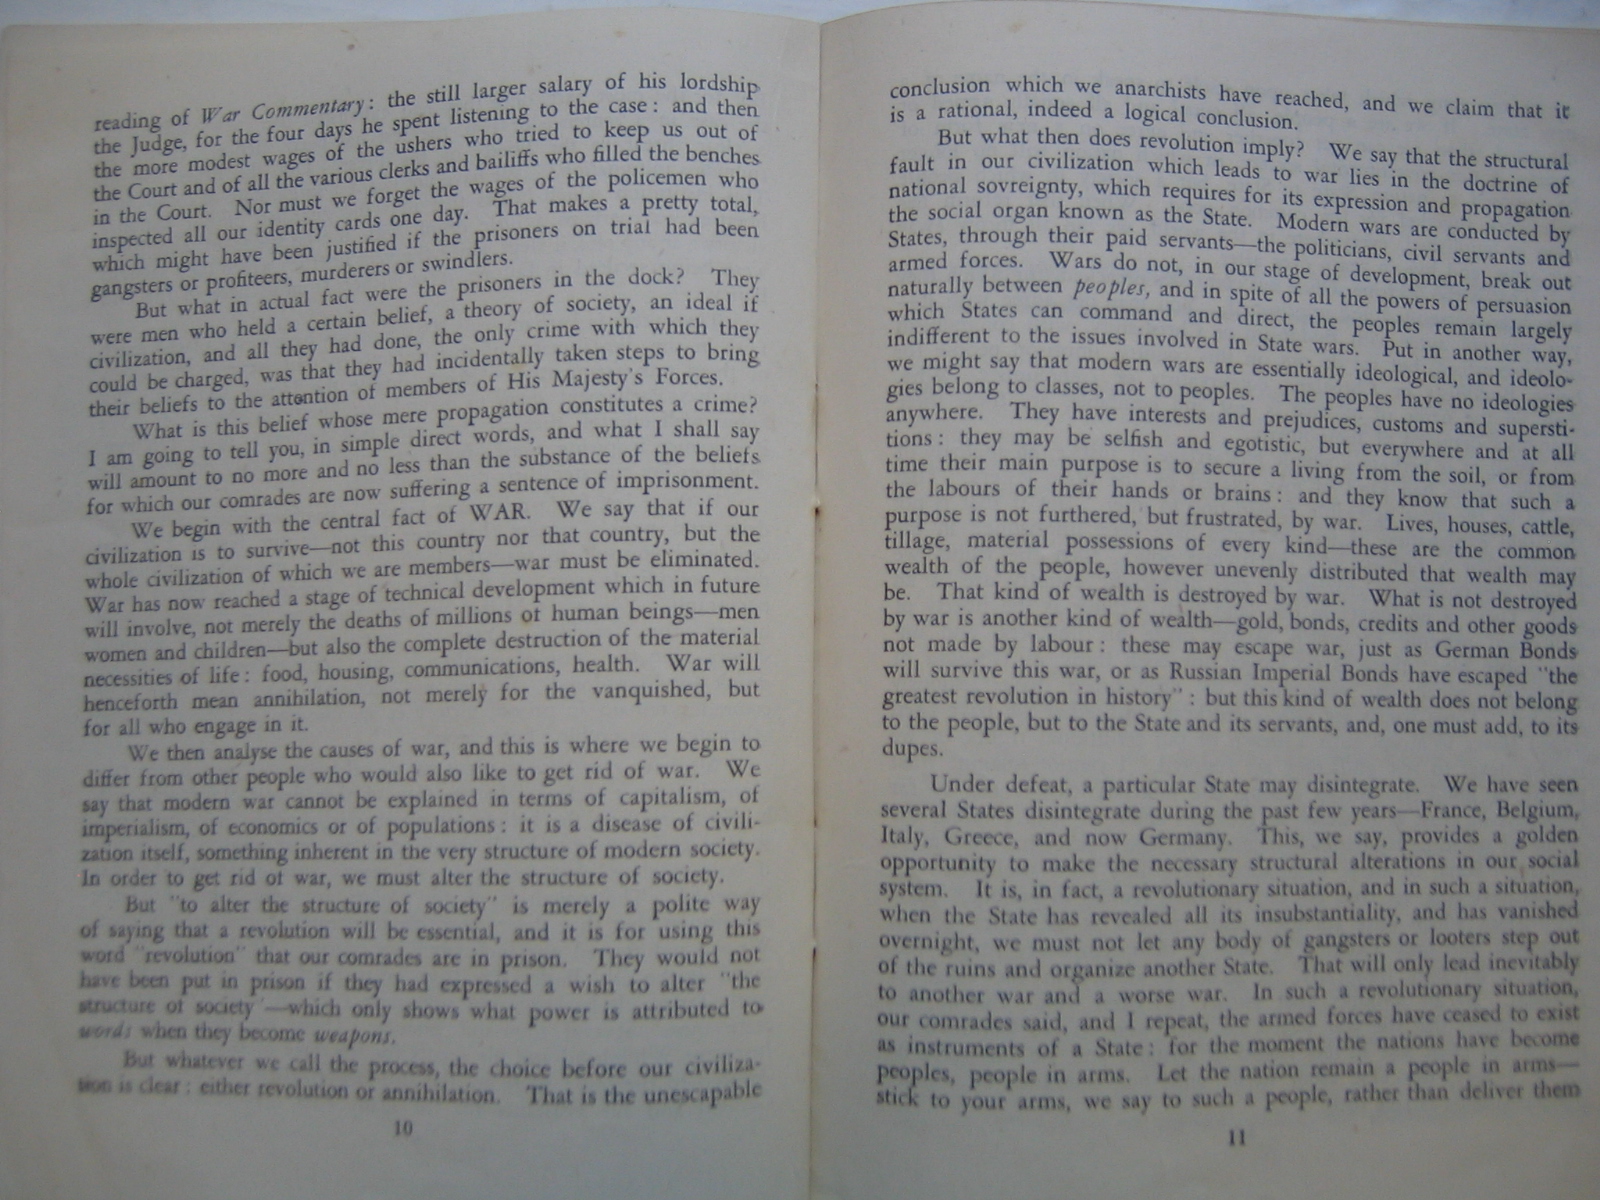 reading of War Commentary: the still larger salary of his lordship
the Judge, for the four days he spent listening to the case: and then
the more modest wages of the ushers who tried to keep us out of
the Court and of all the various clerks and bailiffs who filled the benches
in the Court. Nor must we forget the wages of the policemen who
inspected all our identity cards one day. That makes a pretty total,
which might have been justified if the prisoners on trial had been
gangsters or profiteers, murderers or swindlers.
But what in actual fact were the prisoners in the dock? They
were men who held a certain belief, a theory of society, an ideal if
civilization, and all they had done, the only crime with which they
could be charged, was that they had incidentally taken steps to bring
their beliefs to the attention of members of His Majesty's Forces.
What is this belief whose mere propagation constitutes a crime?
I am going to tell you, in simple direct words, and what I shall say
will amount to no more and no less than the substance of the beliefs
for which our comrades are now suffering a sentence of imprisonment.
We begin with the central fact of WAR. We say that if our
civilization is to survive—not this country nor that country, but the
whole civilization of which we are members—war must be eliminated.
War has now reached a stage of technical development which in future
will involve, not merely the deaths of millions of human beings—men
women and children—but also the complete destruction of the material
necessities of life: food, housing, communications, health. War will
henceforth mean annihilation, not merely for the vanquished, but
for all who engage in it.
We then analyse the causes of war, and this is where we begin to
differ from other people who would also like to get rid of war. We
say that modern war cannot be explained in terms of capitalism, of
imperialism, of economics or of populations: it is a disease of civili-
zation itself, something inherent in the very structure of modern society.
In order to get rid of war, we must alter the structure of society.
But "to alter the structure of society" is merely a polite way
of saying that a revolution will be essential, and it is for using this
word "revolution" that our comrades are in prison. They would not
have been put in prison if they had expressed a wish to alter "the
structure of society"—which only shows what power is attributed to
words when they become weapons.
But whatever we call the process, the choice before our civiliza-
tion is clear: either revolution or annihilation. That is the unescapable
10
conclusion which we anarchists have reached, and we claim that it
is a rational, indeed a logical conclusion.
But what then does revolution imply? We say that the structural
fault in our civilization which leads to war lies in the doctrine of
national sovreignty, which requires for its expression and propagation
the social organ known as the State. Modern wars are conducted by
States, through their paid servants—the politicians, civil servants and
armed forces. Wars do not, in our stage of development, break out
naturally between peoples, and in spite of all the powers of persuasion
which States can command and direct, the peoples remain largely
indifferent to the issues involved in State wars. Put in another way,
we might say that modern wars are essentially ideological, and ideolo-
gies belong to classes, not to peoples. The peoples have no ideologies
anywhere. They have interests and prejudices, customs and supersti-
tions: they may be selfish and egotistic, but everywhere and at all
time their main purpose is to secure a living from the soil, or from
the labours of their hands or brains: and they know that such a
purpose is not furthered, but frustrated, by war. Lives, houses, cattle,
tillage, material possessions of every kind—these are the common
wealth of the people, however unevenly distributed that wealth may
be. That kind of wealth is destroyed by war. What is not destroyed
by war is another kind of wealth—gold, bonds, credits and other goods
not made by labour: these may escape war, just as German Bonds
will survive this war, or as Russian Imperial Bonds have escaped "the
greatest revolution in history": but this kind of wealth does not belong
to the people, but to the State and its servants, and, one must add, to its
dupes.
Under defeat, a particular State may disintegrate. We have seen
several States disintegrate during the past few years—France, Belgium,
Italy, Greece, and now Germany. This, we say, provides a golden
opportunity to make the necessary structural alterations in our social
system. It is, in fact, a revolutionary situation, and in such a situation,
when the State has revealed all its insubstantiality, and has vanished
overnight, we must not let any body of gangsters or looters step out
of the ruins and organize another State. That will only lead inevitably
to another war and a worse war. In such a revolutionary situation,
our comrades said, and I repeat, the armed forces have ceased to exist
as instruments of a State: for the moment the nations have become
peoples, people in arms. Let the nation remain a people in arms—
stick to your arms, we say to such a people, rather than deliver them
11